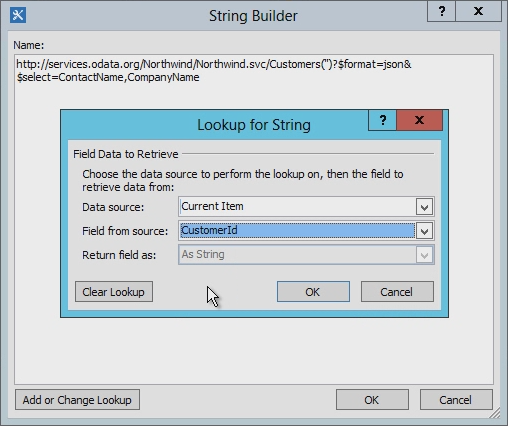 String Builder
?
X
Name:
http://services.odata.org/Northwind/Northwind.svc/Customers('')?$format=json&
$select=ContactName,CompanyName
Lookup for String
?
X
Field Data to Retrieve
Choose the data source to perform the lookup on, then the field to
retrieve data from:
Data source: Current Item
Field from source: CustomerId
Return field as: As String
Clear Lookup OK Cancel
Add or Change Lookup OK Cancel